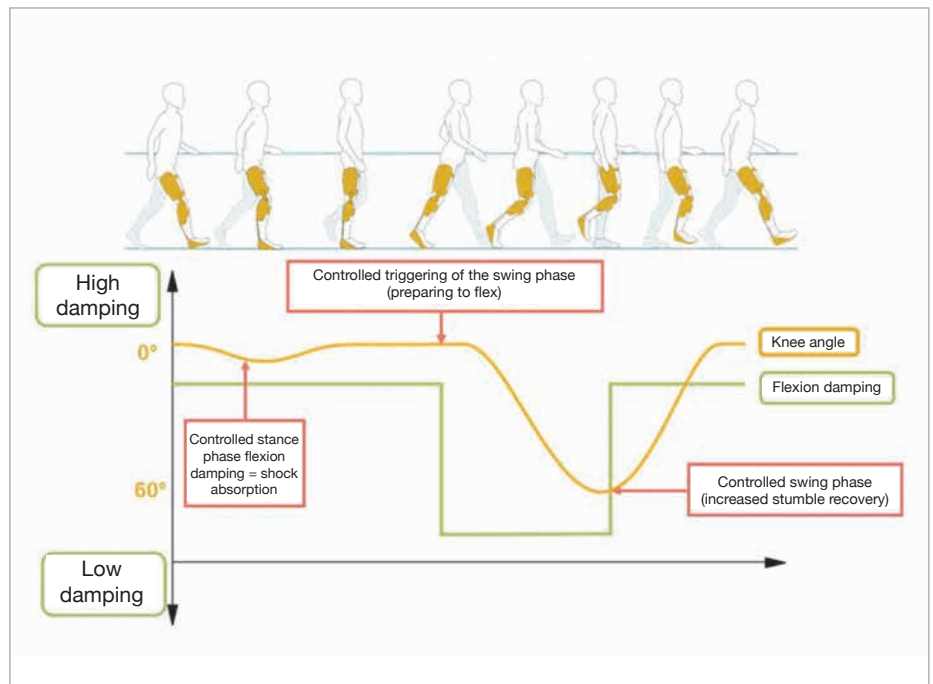 Controlled triggering of the swing phase
(preparing to flex)
High
damping
0°
Knee angle
Flexion damping
Controlled stance
phase flexion
damping = shock
absorption
60°
Controlled swing phase
(increased stumble recovery)
Low
damping